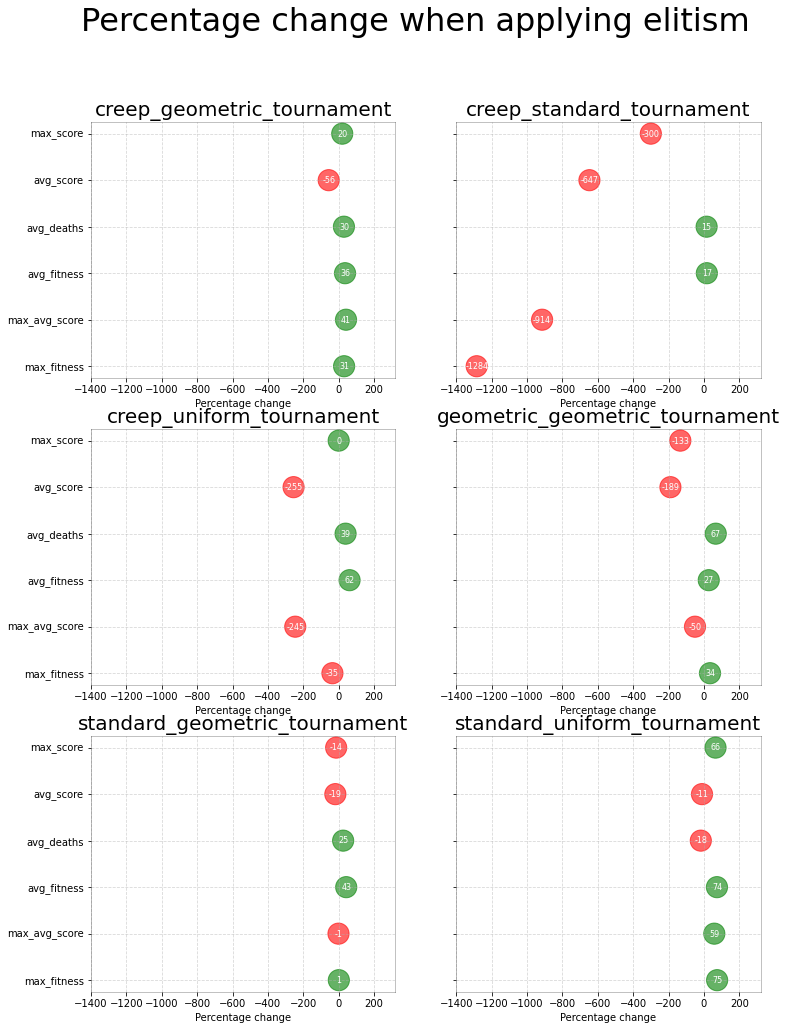 Percentage change when applying elitism
creep_geometric_tournament
max_score
20
avg_score
-56
avg_deaths
30
avg_fitness
36
max_avg_score
41
max_fitness
31
−1400 −1200 −1000 −800 −600 −400 −200 0 200
Percentage change
creep_standard_tournament
-300
-647
15
17
-914
-1284
−1400 −1200 −1000 −800 −600 −400 −200 0 200
Percentage change
creep_uniform_tournament
max_score
0
avg_score
-255
avg_deaths
39
avg_fitness
62
max_avg_score
-245
max_fitness
-35
−1400 −1200 −1000 −800 −600 −400 −200 0 200
Percentage change
geometric_geometric_tournament
-133
-189
67
27
-50
34
−1400 −1200 −1000 −800 −600 −400 −200 0 200
Percentage change
standard_geometric_tournament
max_score
-14
avg_score
-19
avg_deaths
25
avg_fitness
43
max_avg_score
-1
max_fitness
1
−1400 −1200 −1000 −800 −600 −400 −200 0 200
Percentage change
standard_uniform_tournament
66
-11
-18
74
59
75
−1400 −1200 −1000 −800 −600 −400 −200 0 200
Percentage change